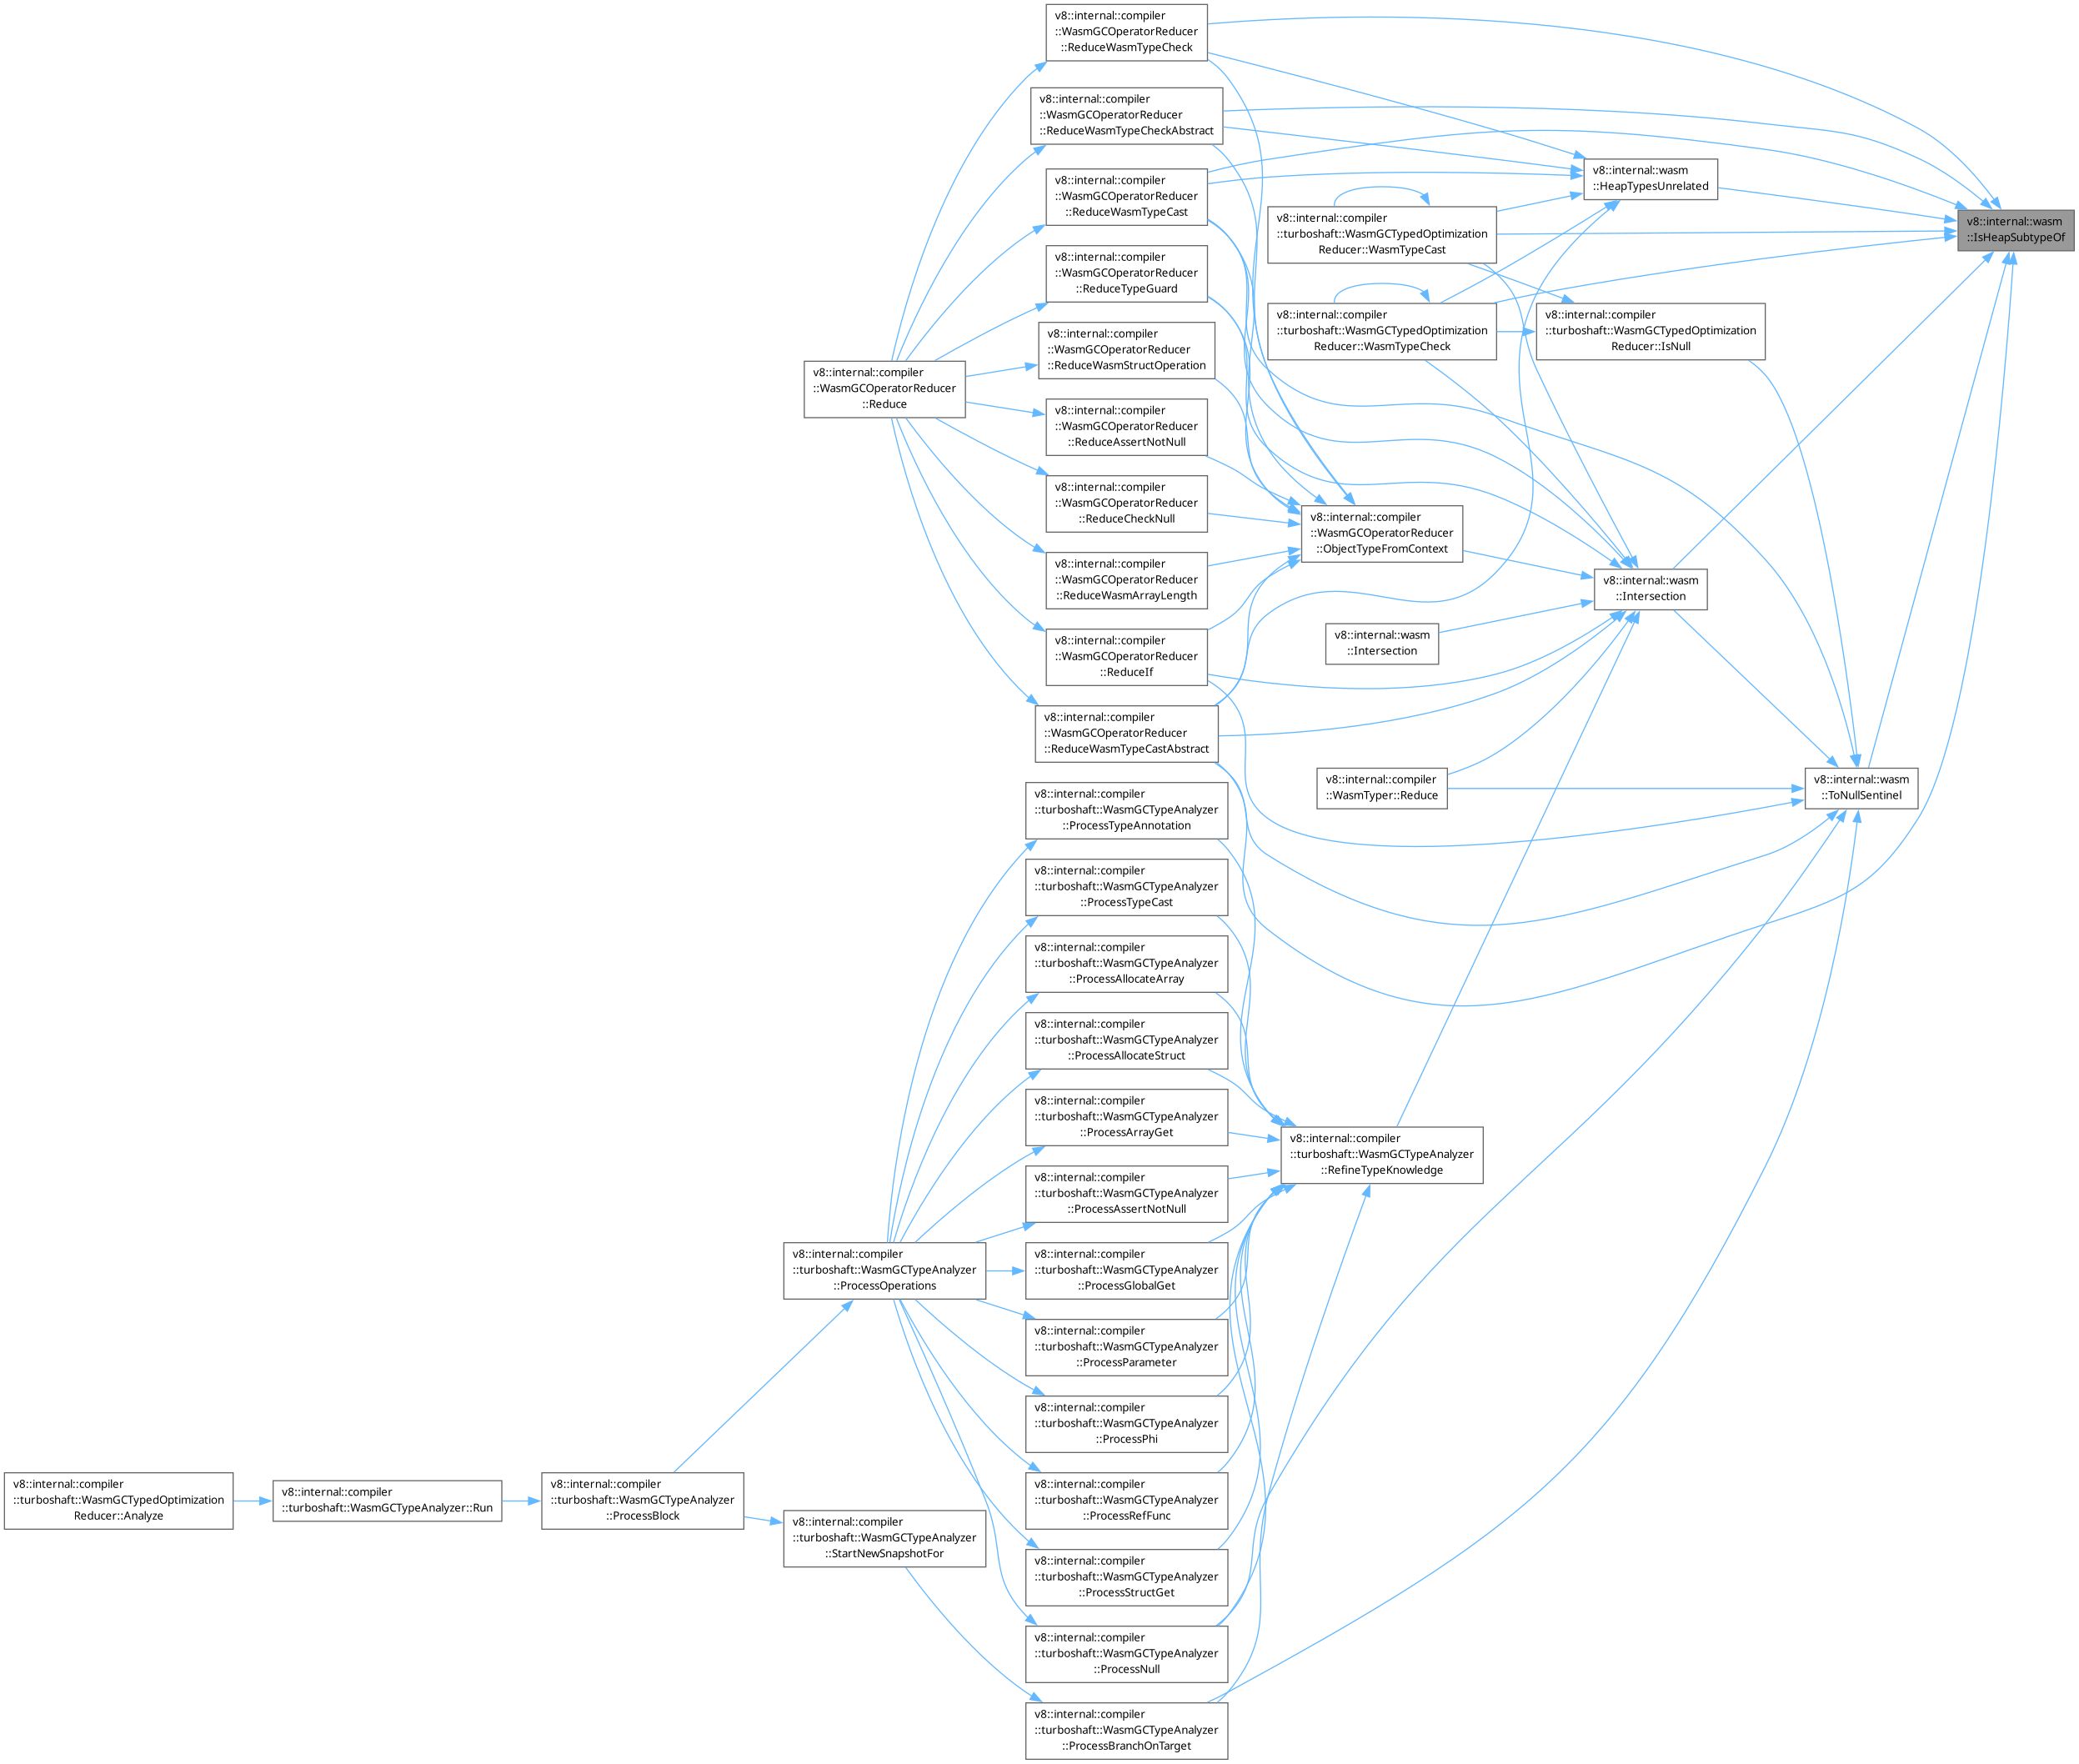 v8::internal::compiler
::WasmGCOperatorReducer
::ReduceWasmTypeCheck
v8::internal::compiler
::WasmGCOperatorReducer
::ReduceWasmTypeCheckAbstract
v8::internal::compiler
::WasmGCOperatorReducer
::ReduceWasmTypeCast
v8::internal::wasm
::HeapTypesUnrelated
v8::internal::compiler
::turboshaft::WasmGCTypedOptimization
Reducer::WasmTypeCast
v8::internal::wasm
::IsHeapSubtypeOf
v8::internal::compiler
::WasmGCOperatorReducer
::ReduceTypeGuard
v8::internal::compiler
::turboshaft::WasmGCTypedOptimization
Reducer::WasmTypeCheck
v8::internal::compiler
::turboshaft::WasmGCTypedOptimization
Reducer::IsNull
v8::internal::compiler
::WasmGCOperatorReducer
::ReduceWasmStructOperation
v8::internal::compiler
::WasmGCOperatorReducer
::Reduce
v8::internal::compiler
::WasmGCOperatorReducer
::ReduceAssertNotNull
v8::internal::compiler
::WasmGCOperatorReducer
::ReduceCheckNull
v8::internal::compiler
::WasmGCOperatorReducer
::ObjectTypeFromContext
v8::internal::compiler
::WasmGCOperatorReducer
::ReduceWasmArrayLength
v8::internal::wasm
::Intersection
v8::internal::wasm
::Intersection
v8::internal::compiler
::WasmGCOperatorReducer
::ReduceIf
v8::internal::compiler
::WasmGCOperatorReducer
::ReduceWasmTypeCastAbstract
v8::internal::compiler
::WasmTyper::Reduce
v8::internal::wasm
::ToNullSentinel
v8::internal::compiler
::turboshaft::WasmGCTypeAnalyzer
::ProcessTypeAnnotation
v8::internal::compiler
::turboshaft::WasmGCTypeAnalyzer
::ProcessTypeCast
v8::internal::compiler
::turboshaft::WasmGCTypeAnalyzer
::ProcessAllocateArray
v8::internal::compiler
::turboshaft::WasmGCTypeAnalyzer
::ProcessAllocateStruct
v8::internal::compiler
::turboshaft::WasmGCTypeAnalyzer
::ProcessArrayGet
v8::internal::compiler
::turboshaft::WasmGCTypeAnalyzer
::RefineTypeKnowledge
v8::internal::compiler
::turboshaft::WasmGCTypeAnalyzer
::ProcessAssertNotNull
v8::internal::compiler
::turboshaft::WasmGCTypeAnalyzer
::ProcessOperations
v8::internal::compiler
::turboshaft::WasmGCTypeAnalyzer
::ProcessGlobalGet
v8::internal::compiler
::turboshaft::WasmGCTypeAnalyzer
::ProcessParameter
v8::internal::compiler
::turboshaft::WasmGCTypeAnalyzer
::ProcessPhi
v8::internal::compiler
::turboshaft::WasmGCTypedOptimization
Reducer::Analyze
v8::internal::compiler
::turboshaft::WasmGCTypeAnalyzer::Run
v8::internal::compiler
::turboshaft::WasmGCTypeAnalyzer
::ProcessBlock
v8::internal::compiler
::turboshaft::WasmGCTypeAnalyzer
::ProcessRefFunc
v8::internal::compiler
::turboshaft::WasmGCTypeAnalyzer
::StartNewSnapshotFor
v8::internal::compiler
::turboshaft::WasmGCTypeAnalyzer
::ProcessStructGet
v8::internal::compiler
::turboshaft::WasmGCTypeAnalyzer
::ProcessNull
v8::internal::compiler
::turboshaft::WasmGCTypeAnalyzer
::ProcessBranchOnTarget